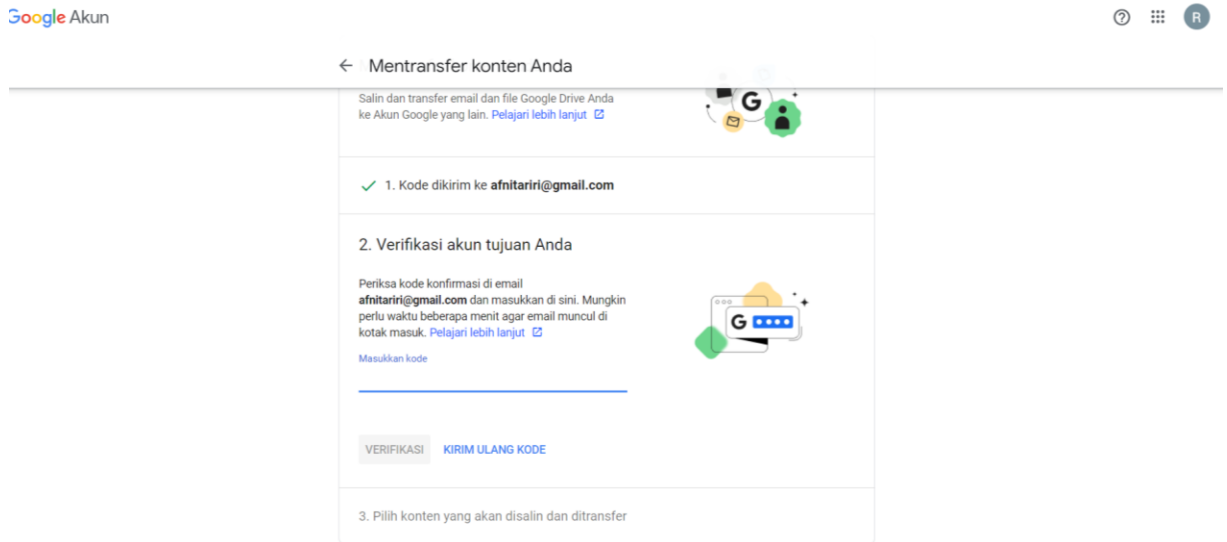 Google Akun
R
Mentransfer konten Anda
Salin dan transfer email dan file Google Drive Anda
ke Akun Google yang lain. Pelajari lebih lanjut
G
1. Kode dikirim ke afnitariri@gmail.com
2. Verifikasi akun tujuan Anda
Periksa kode konfirmasi di email
afnitariri@gmail.com dan masukkan di sini. Mungkin
perlu waktu beberapa menit agar email muncul di
kotak masuk. Pelajari lebih lanjut
G
Masukkan kode
VERIFIKASI KIRIM ULANG KODE
3. Pilih konten yang akan disalin dan ditransfer